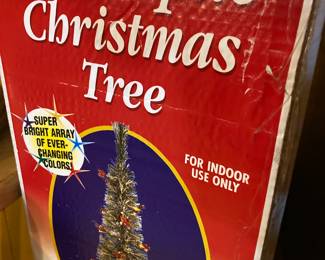 Christmas
Tree
SUPER
BRIGHT ARRAY
OF EVER-
CHANGING
COLORS!
FOR INDOOR
USE ONLY